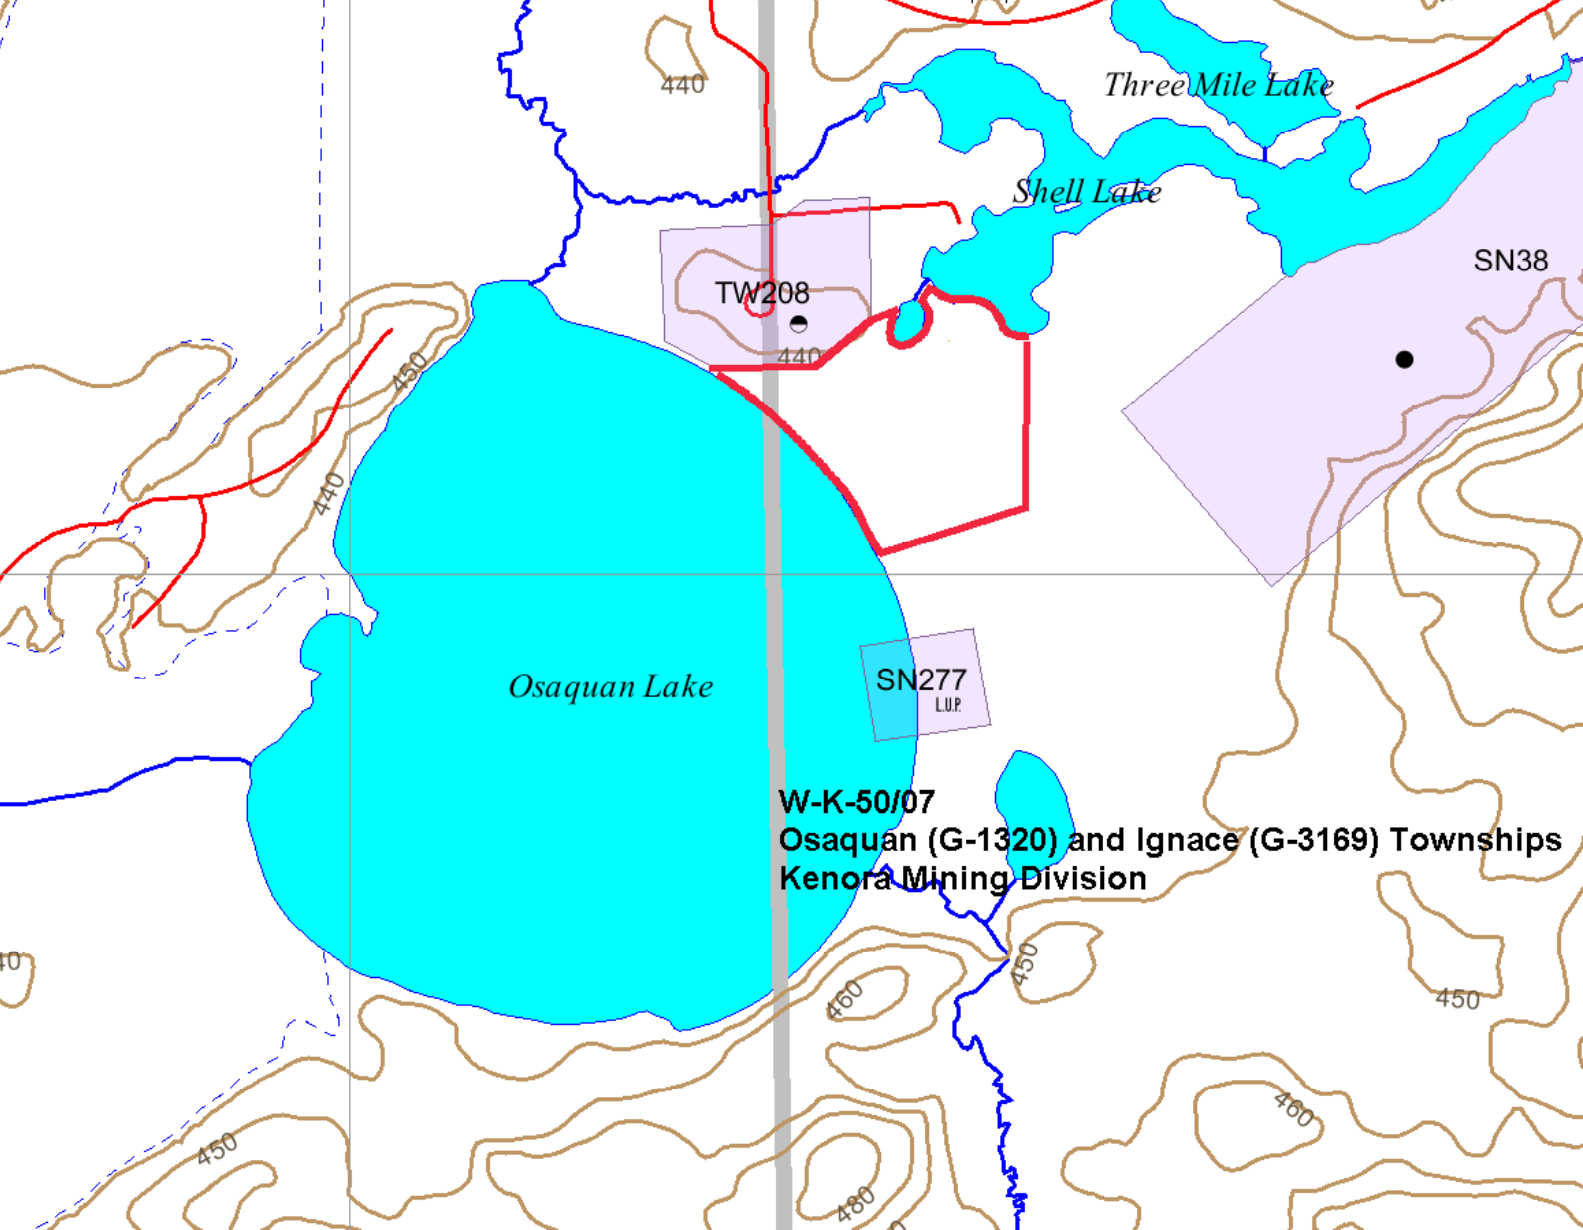 440
Three Mile Lake
Shell Lake
SN38
TW208
440
450
440
Osaquan Lake
SN277
L.U.P.
W-K-50/07
Osaquan (G-1320) and Ignace (G-3169) Townships
Kenora Mining Division
450
460
450
460
450
480